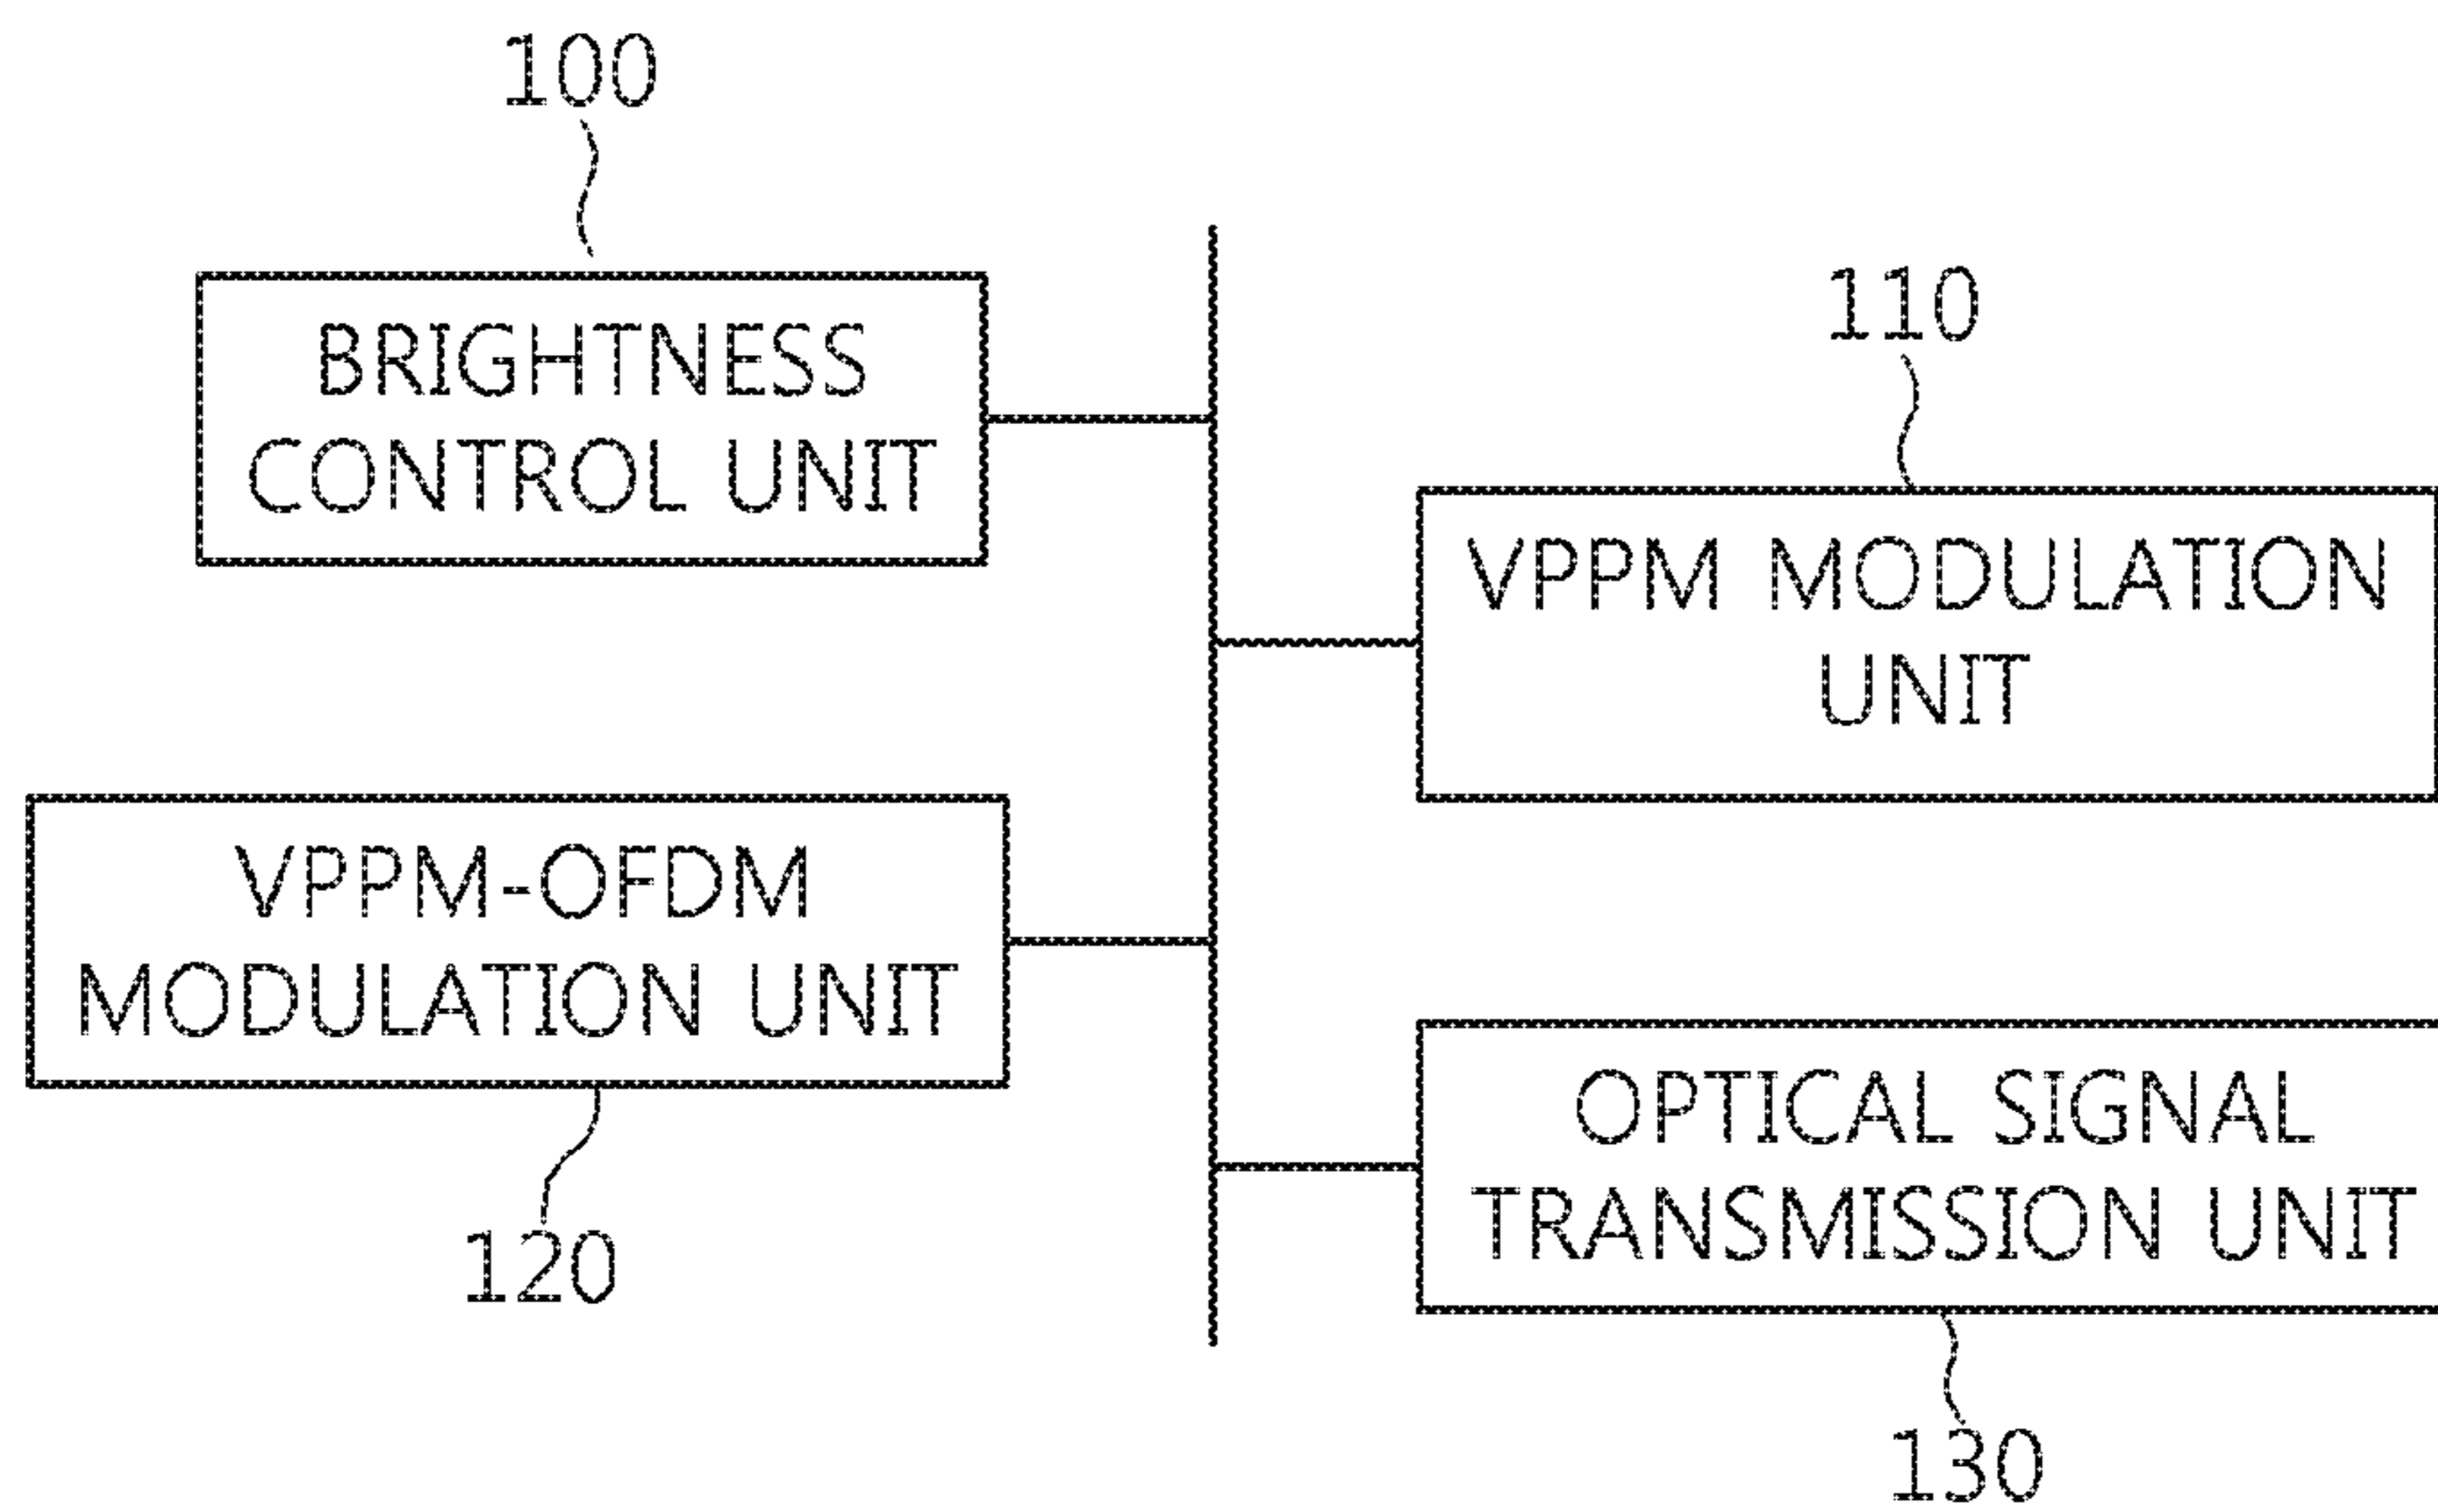 100
BRIGHTNESS
CONTROL UNIT
110
VPPM MODULATION
UNIT
VPPM-OFDM
MODULATION UNIT
120
OPTICAL SIGNAL
TRANSMISSION UNIT
130